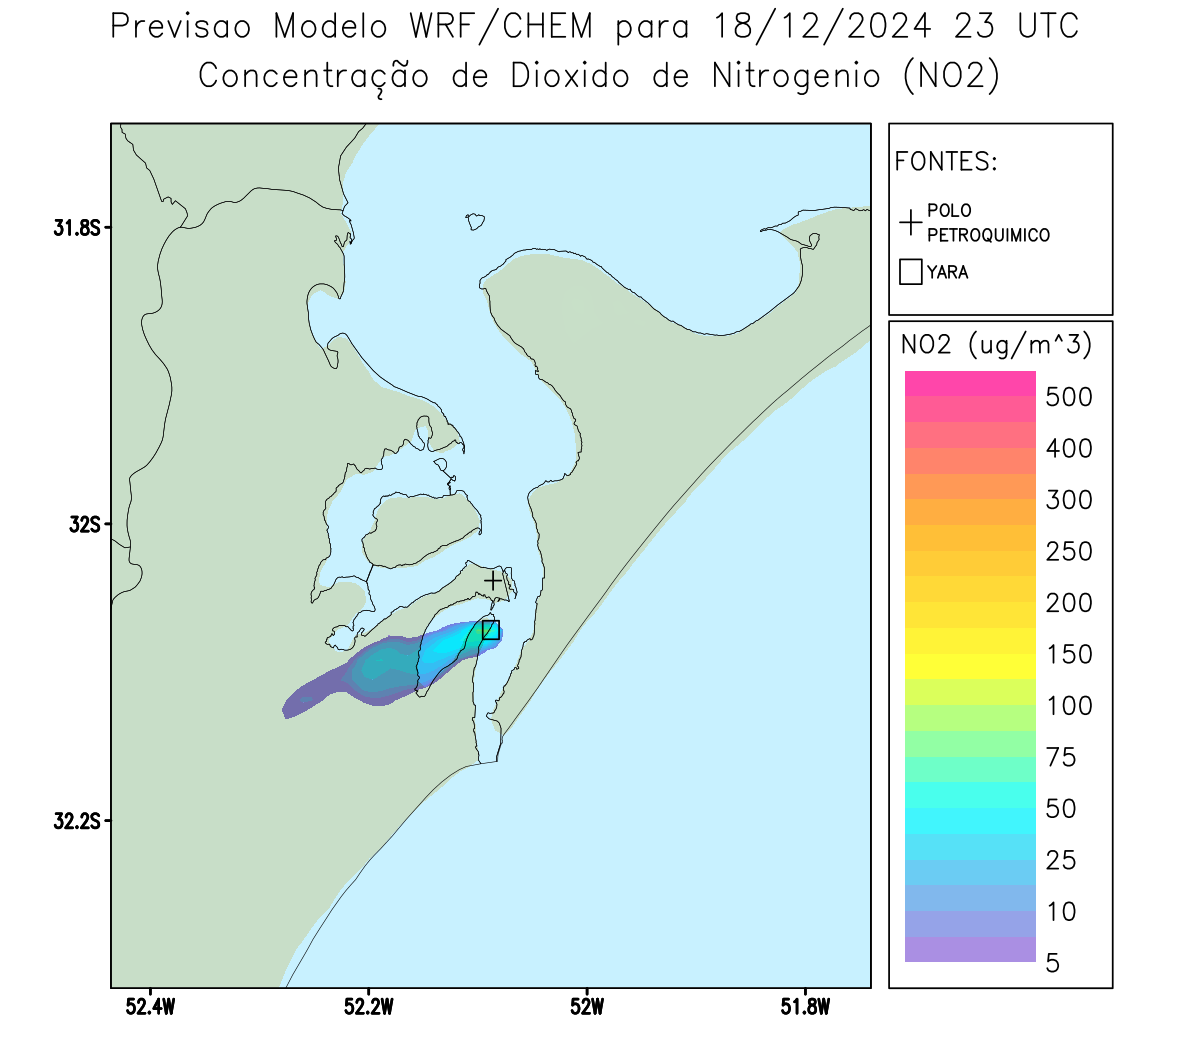 Previsao Modelo WRF/CHEM para 18/12/2024 23 UTC
Concentração de Dioxido de Nitrogenio (NO2)
FONTES:
POLO
PETROQUIMICO
YARA
31.8S
32S
32.2S
52.4W
52.2W
52W
51.8W
NO2 (ug/m^3)
500
400
300
250
200
150
100
75
50
25
10
5